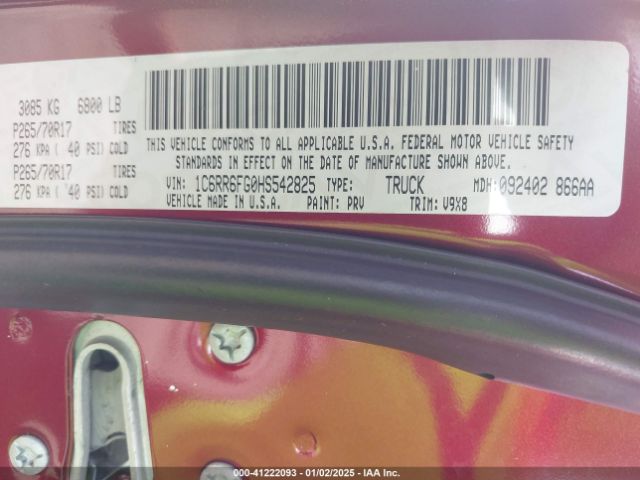 3085 KG 6800 LB
P265/70R17 TIRES
276 KPA ( 40 PSI) COLD
P265/70R17 TIRES
276 KPA ( 40 PSI) COLD
THIS VEHICLE CONFORMS TO ALL APPLICABLE U.S.A. FEDERAL MOTOR VEHICLE SAFETY
STANDARDS IN EFFECT ON THE DATE OF MANUFACTURE SHOWN ABOVE.
VIN: 1C6RR6FG0HS542825 TYPE: TRUCK MDH:092402 866AA
VEHICLE MADE IN U.S.A. PAINT: PRV TRIM: V9X8
000-41222093 - 01/02/2025 - IAA Inc.